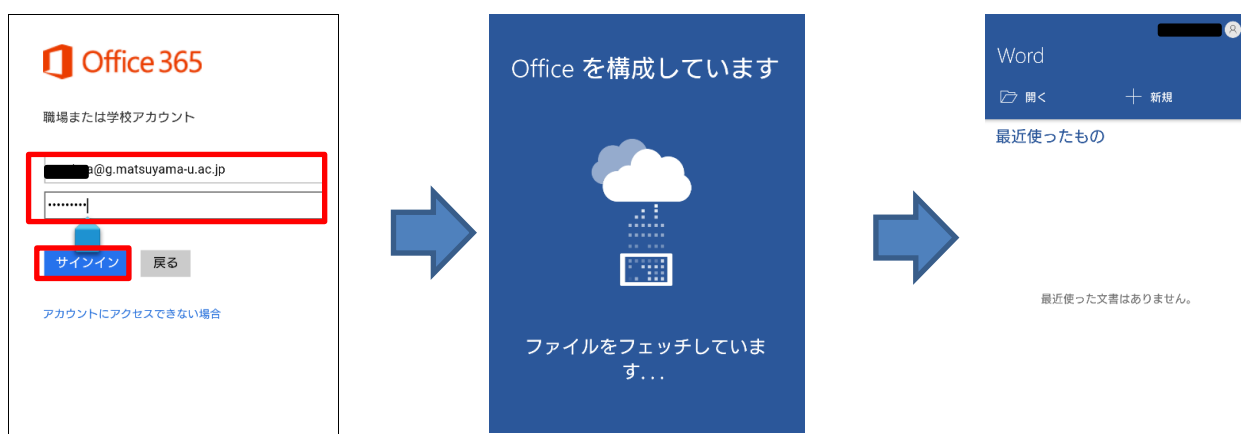 Office 365
職場または学校アカウント
a@g.matsuyama-u.ac.jp
•••••••••
サインイン
戻る
アカウントにアクセスできない場合
Office を構成しています
ファイルをフェッチしていま
す...
Word
開く
新規
最近使ったもの
最近使った文書はありません。